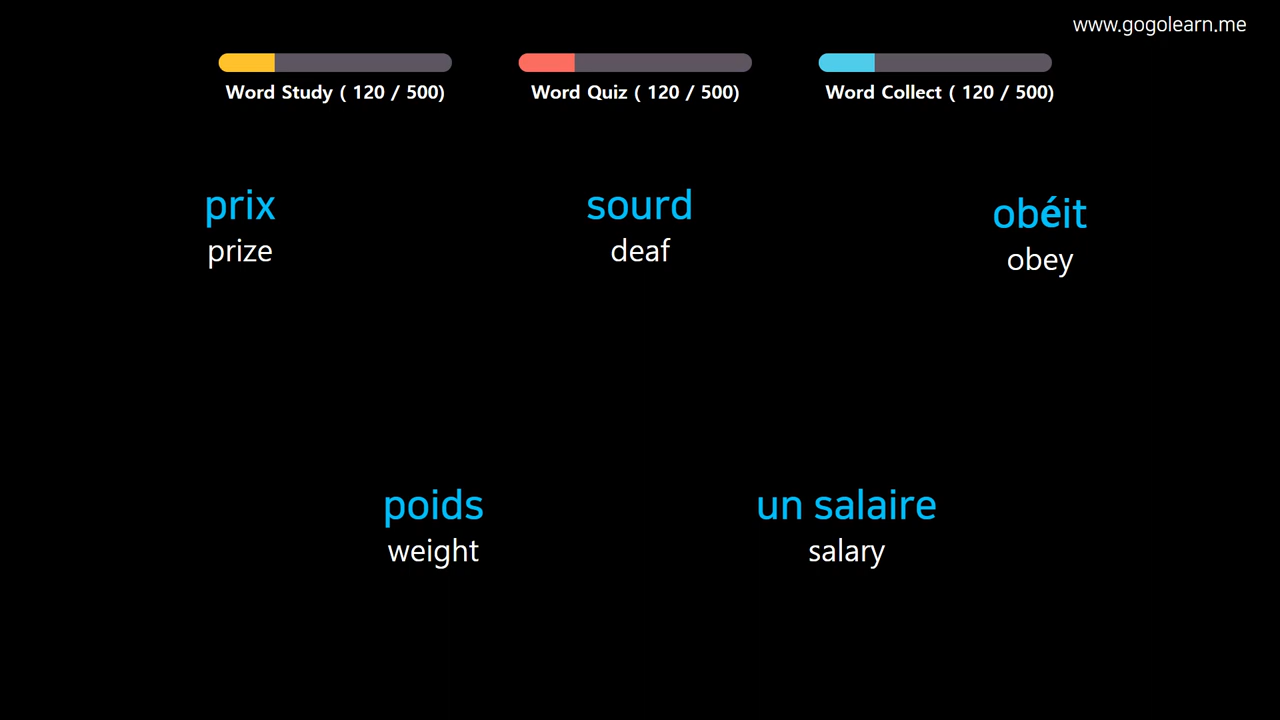 www.gogolearn.me
Word Study ( 120 / 500)
Word Quiz ( 120 / 500)
Word Collect ( 120 / 500)
prix
prize
sourd
deaf
obéit
obey
poids
weight
un salaire
salary